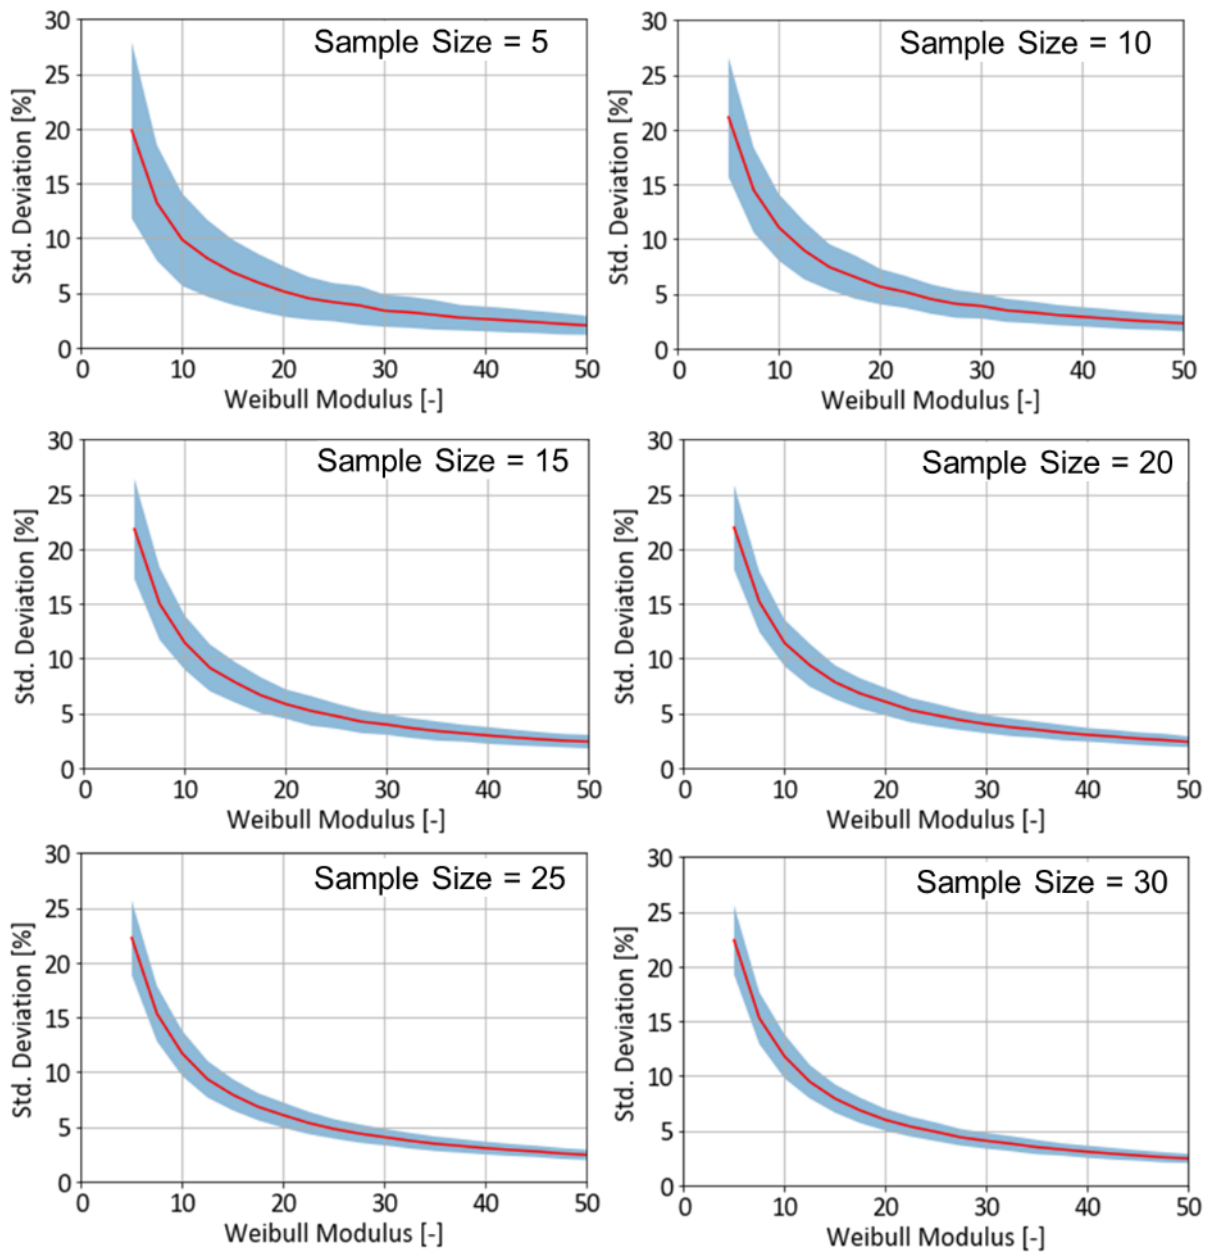 Sample Size = 5
Std. Deviation [%]
30
25
20
15
10
5
0
0 10 20 30 40 50
Weibull Modulus [-]
Sample Size = 10
Std. Deviation [%]
30
25
20
15
10
5
0
0 10 20 30 40 50
Weibull Modulus [-]
Sample Size = 15
Std. Deviation [%]
30
25
20
15
10
5
0
0 10 20 30 40 50
Weibull Modulus [-]
Sample Size = 20
Std. Deviation [%]
30
25
20
15
10
5
0
0 10 20 30 40 50
Weibull Modulus [-]
Sample Size = 25
Std. Deviation [%]
30
25
20
15
10
5
0
0 10 20 30 40 50
Weibull Modulus [-]
Sample Size = 30
Std. Deviation [%]
30
25
20
15
10
5
0
0 10 20 30 40 50
Weibull Modulus [-]